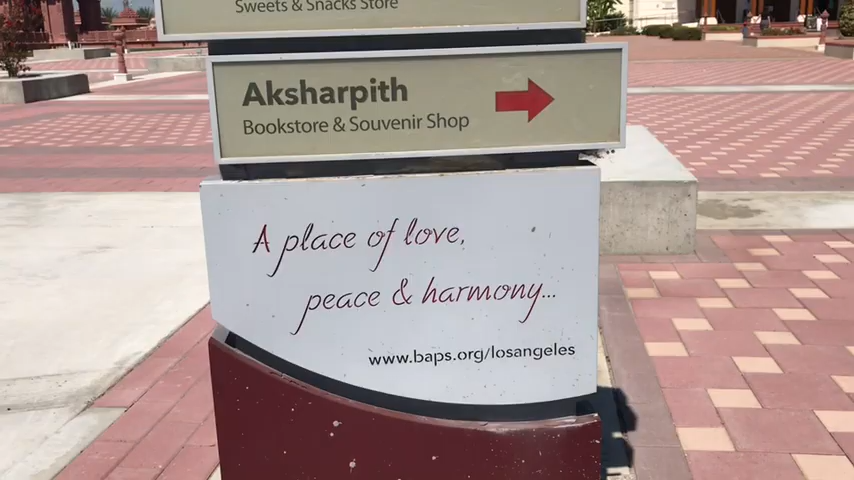 Sweets & Snacks Store
Aksharpith
Bookstore & Souvenir Shop
A place of love,
peace & harmony...
www.baps.org/losangeles